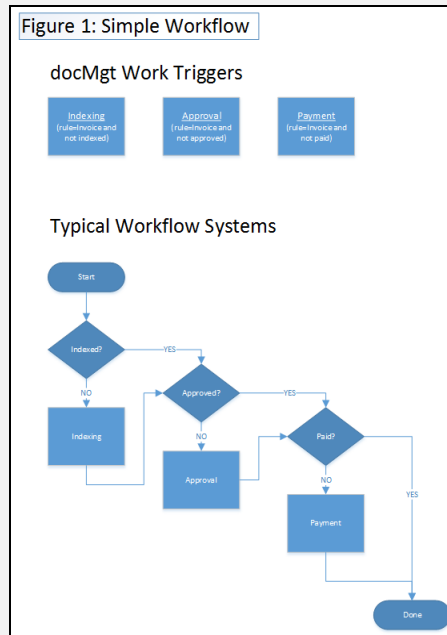 Figure 1: Simple Workflow
docMgt Work Triggers
Indexing
(rule=Invoice and
not indexed)
Approval
(rule=Invoice and
not approved)
Payment
(rule=Invoice and
not paid)
Typical Workflow Systems
Start
Indexed?
YES
NO
Approved?
YES
Indexing
NO
Paid?
Approval
NO
YES
Payment
Done